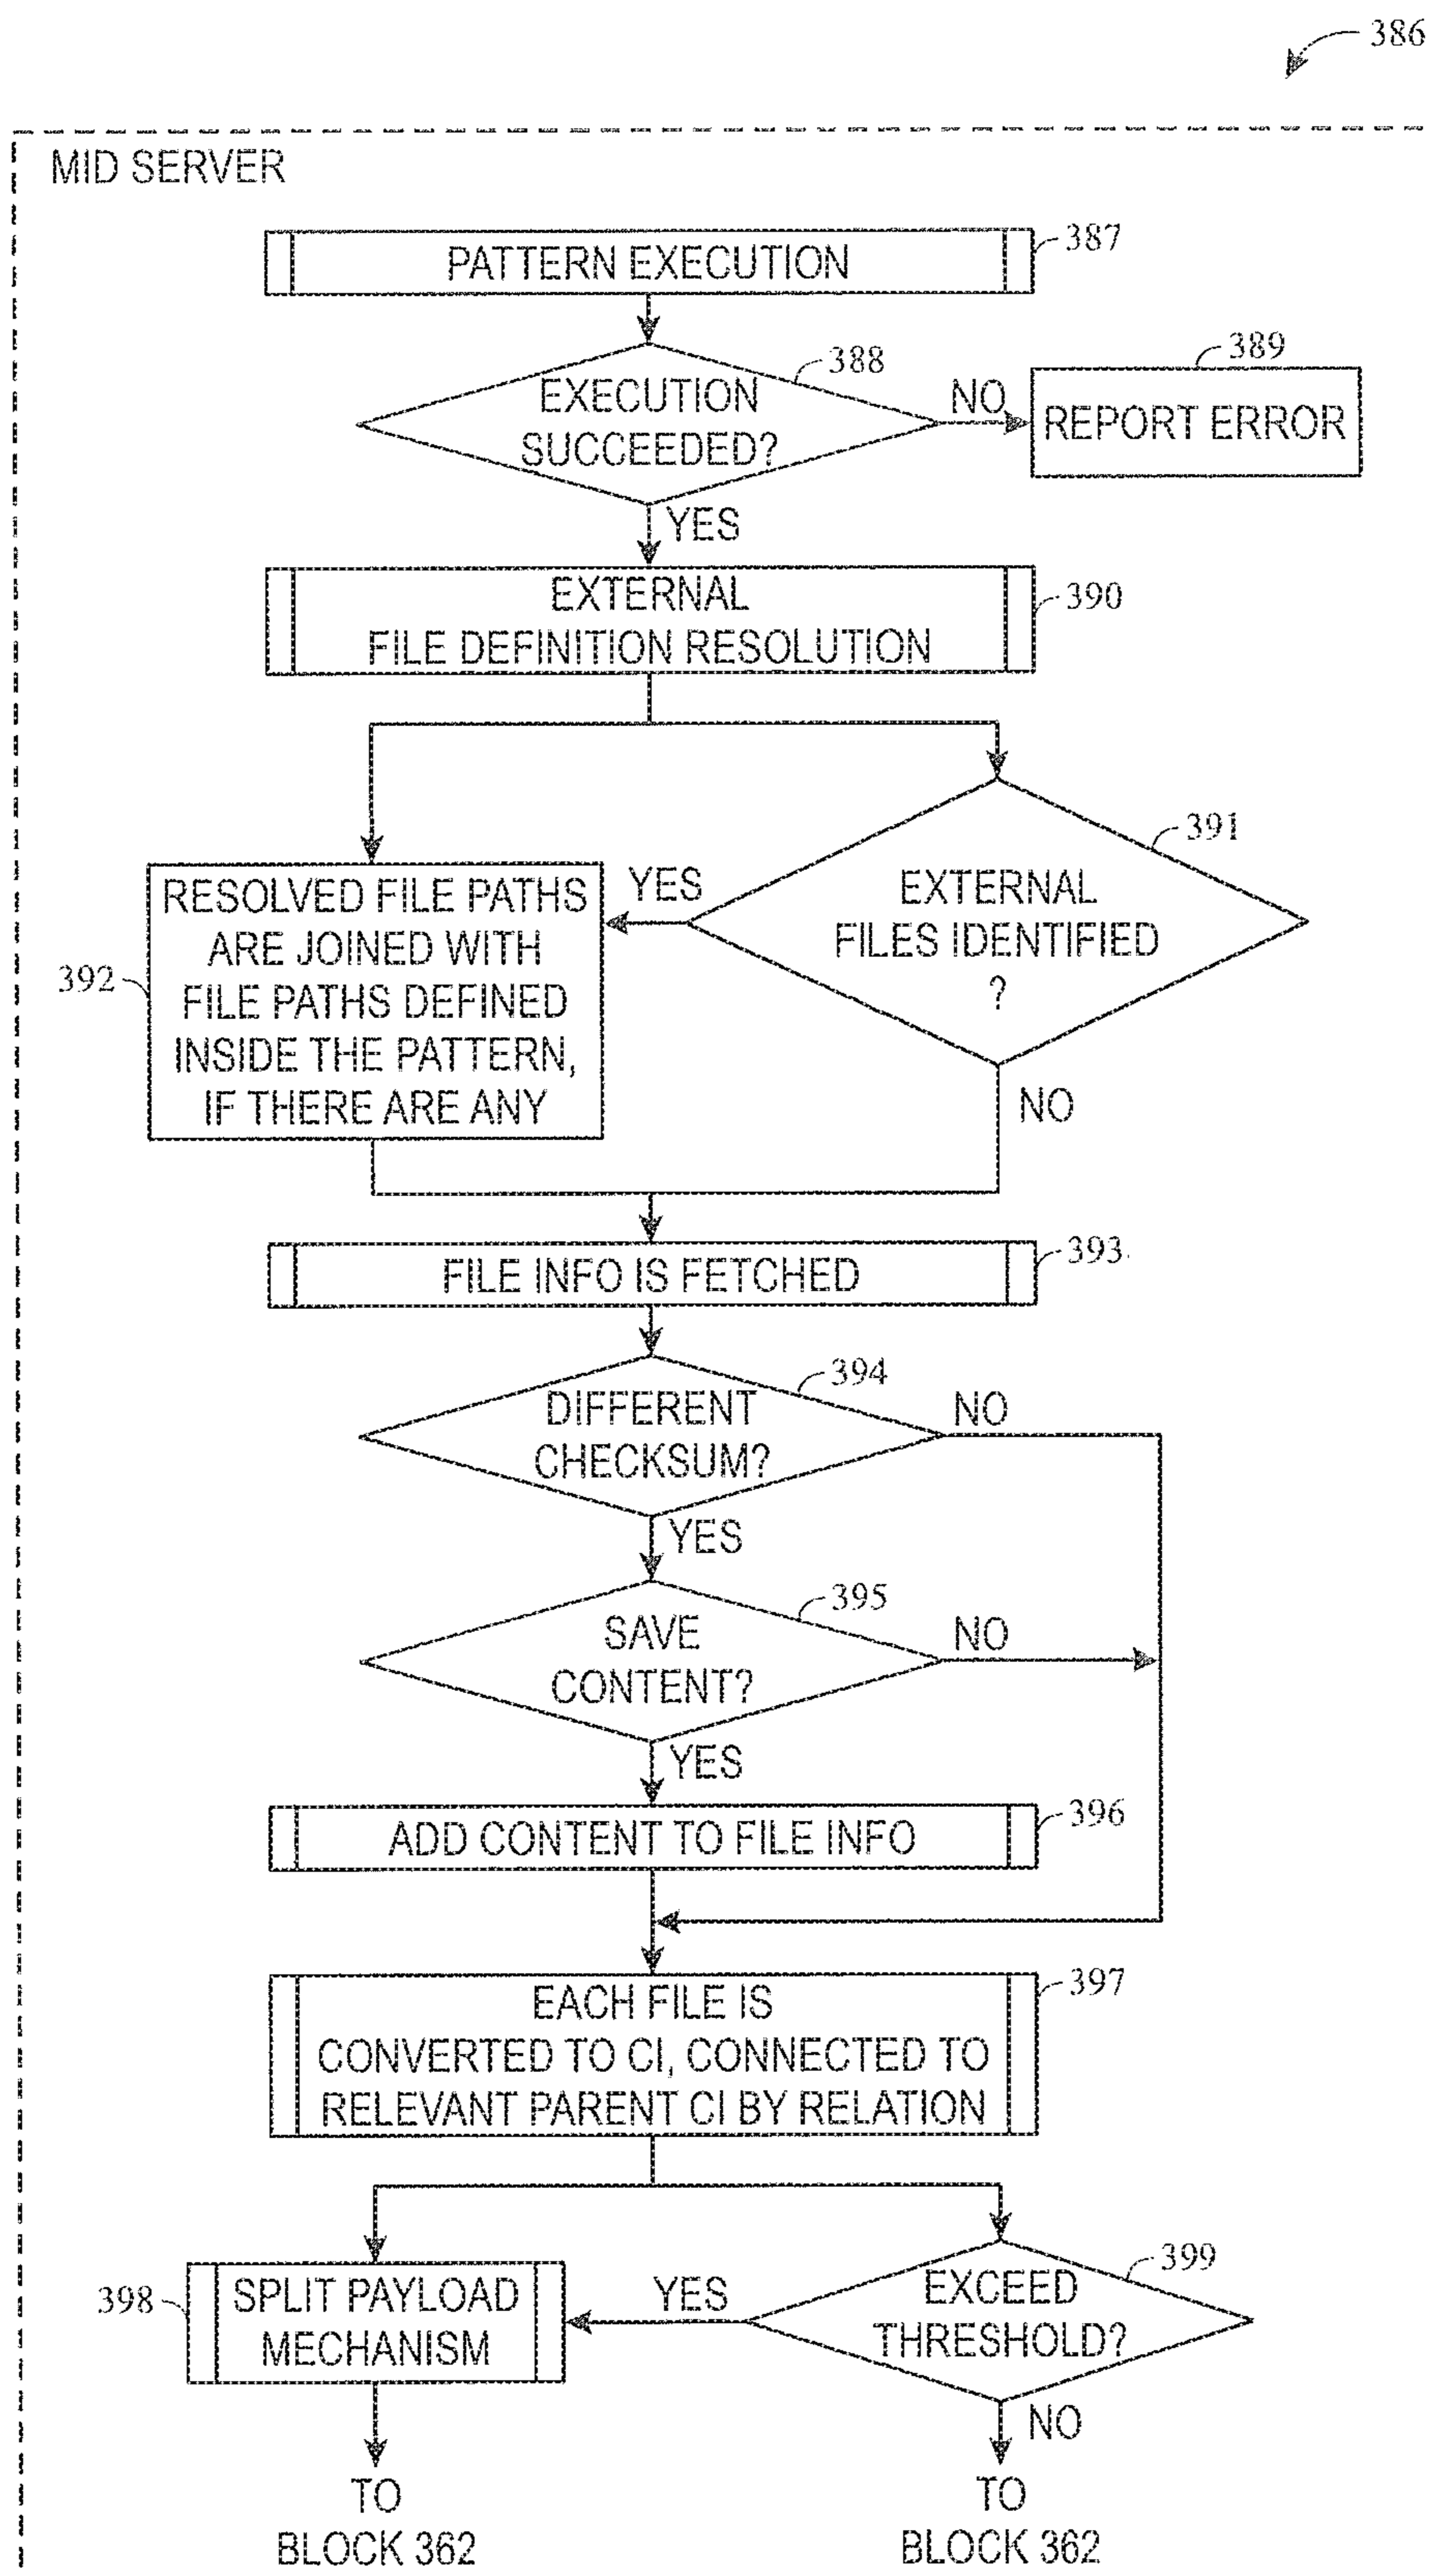 386
MID SERVER
PATTERN EXECUTION
387
EXECUTION
SUCCEEDED?
388
NO
389
REPORT ERROR
YES
EXTERNAL
FILE DEFINITION RESOLUTION
390
391
EXTERNAL
FILES IDENTIFIED
?
YES
NO
392
RESOLVED FILE PATHS
ARE JOINED WITH
FILE PATHS DEFINED
INSIDE THE PATTERN,
IF THERE ARE ANY
FILE INFO IS FETCHED
393
394
DIFFERENT
CHECKSUM?
NO
YES
395
SAVE
CONTENT?
NO
YES
ADD CONTENT TO FILE INFO
396
EACH FILE IS
CONVERTED TO CI, CONNECTED TO
RELEVANT PARENT CI BY RELATION
397
398
SPLIT PAYLOAD
MECHANISM
YES
399
EXCEED
THRESHOLD?
NO
TO
BLOCK 362
TO
BLOCK 362